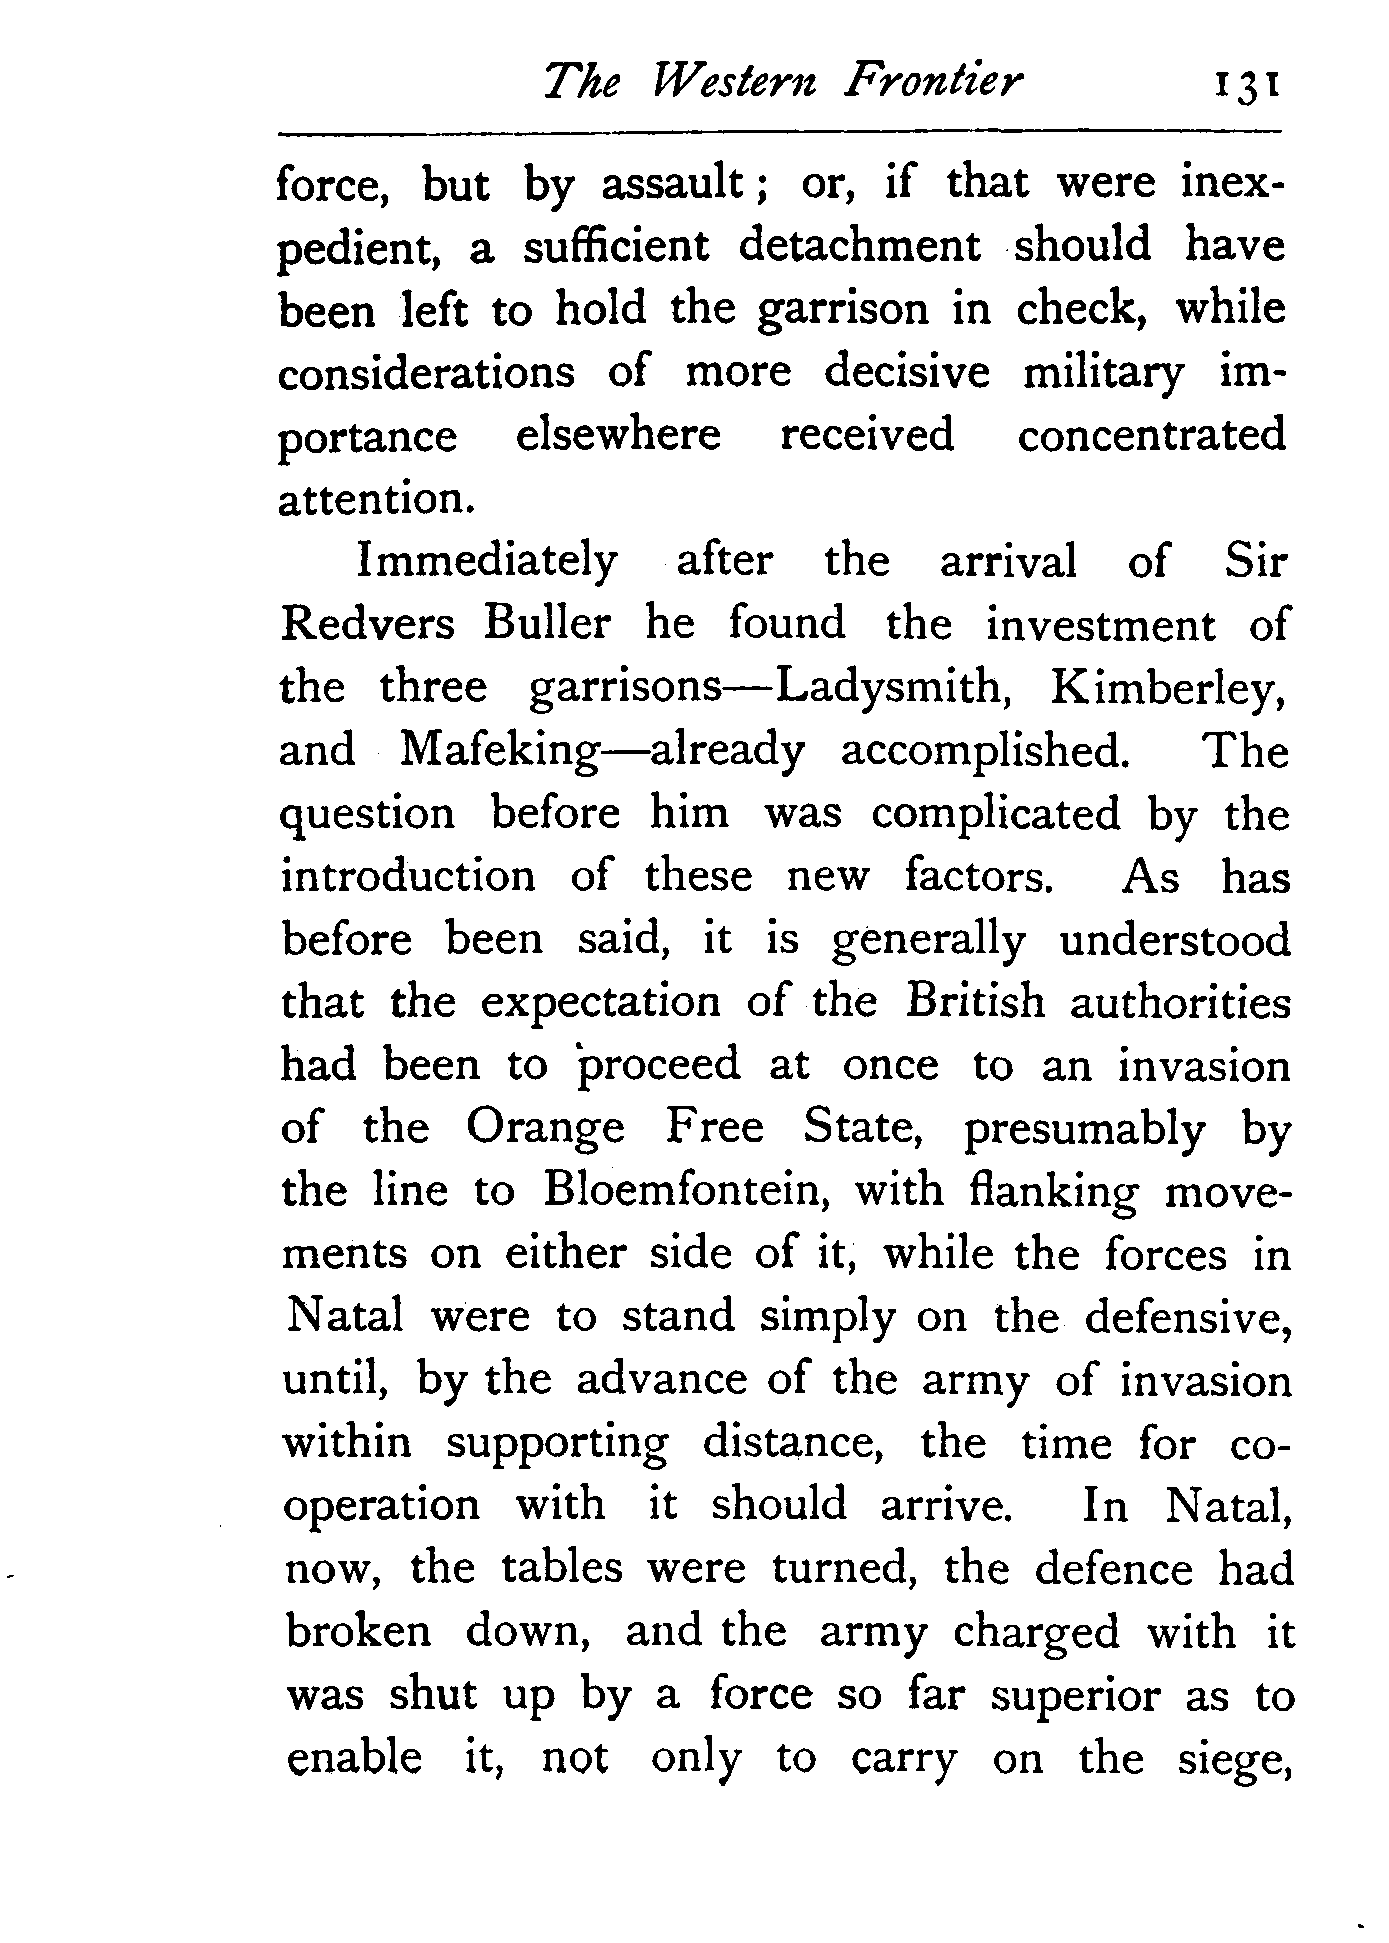 The Western Frontier 131
force, but by assault; or, if that were inex-
pedient, a sufficient detachment should have
been left to hold the garrison in check, while
considerations of more decisive military im-
portance elsewhere received concentrated
attention.
Immediately after the arrival of Sir
Redvers Buller he found the investment of
the three garrisons—Ladysmith, Kimberley,
and Mafeking—already accomplished. The
question before him was complicated by the
introduction of these new factors. As has
before been said, it is generally understood
that the expectation of the British authorities
had been to proceed at once to an invasion
of the Orange Free State, presumably by
the line to Bloemfontein, with flanking move-
ments on either side of it, while the forces in
Natal were to stand simply on the defensive,
until, by the advance of the army of invasion
within supporting distance, the time for co-
operation with it should arrive. In Natal,
now, the tables were turned, the defence had
broken down, and the army charged with it
was shut up by a force so far superior as to
enable it, not only to carry on the siege,